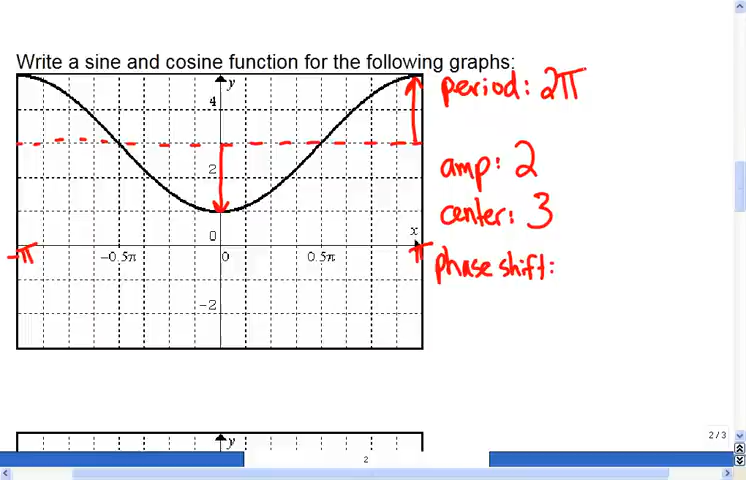 Write a sine and cosine function for the following graphs:
y
period: 2π
4
2
amp: 2
center: 3
0
x
-π
-0.5π
0
0.5π
π
phase shift:
-2
2/3
y
2